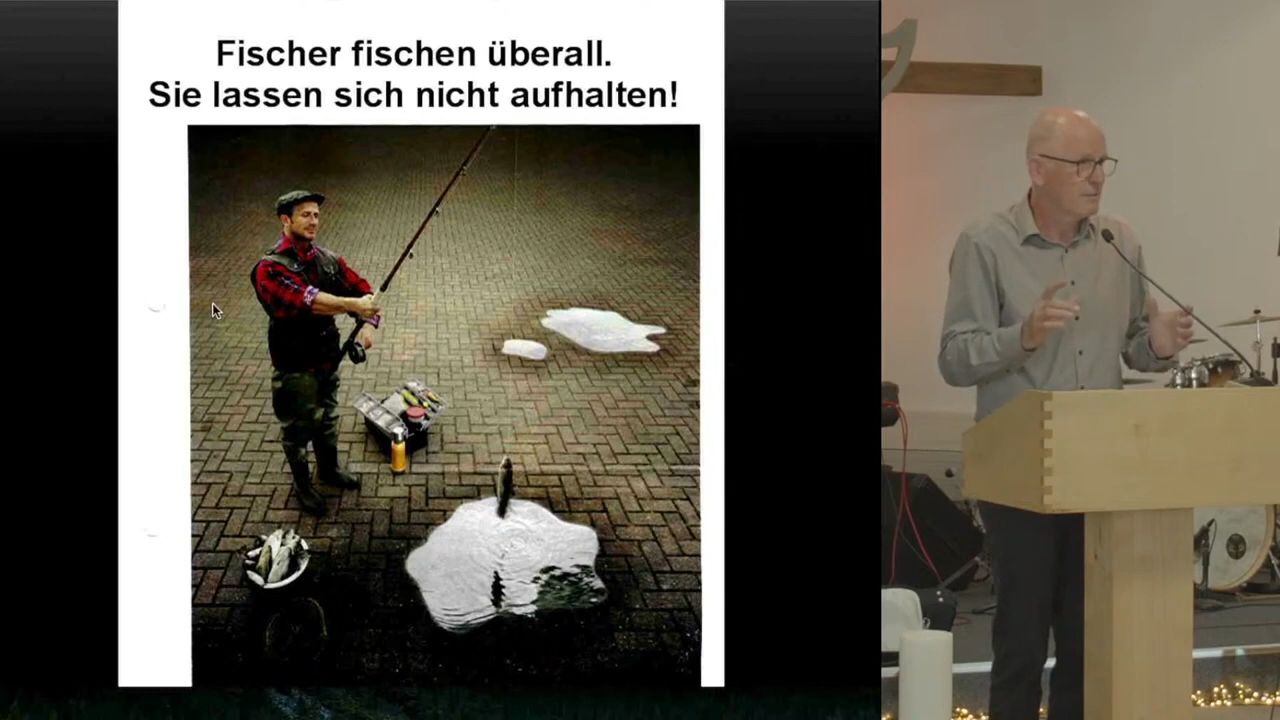 Fischer fischen überall.
Sie lassen sich nicht aufhalten!